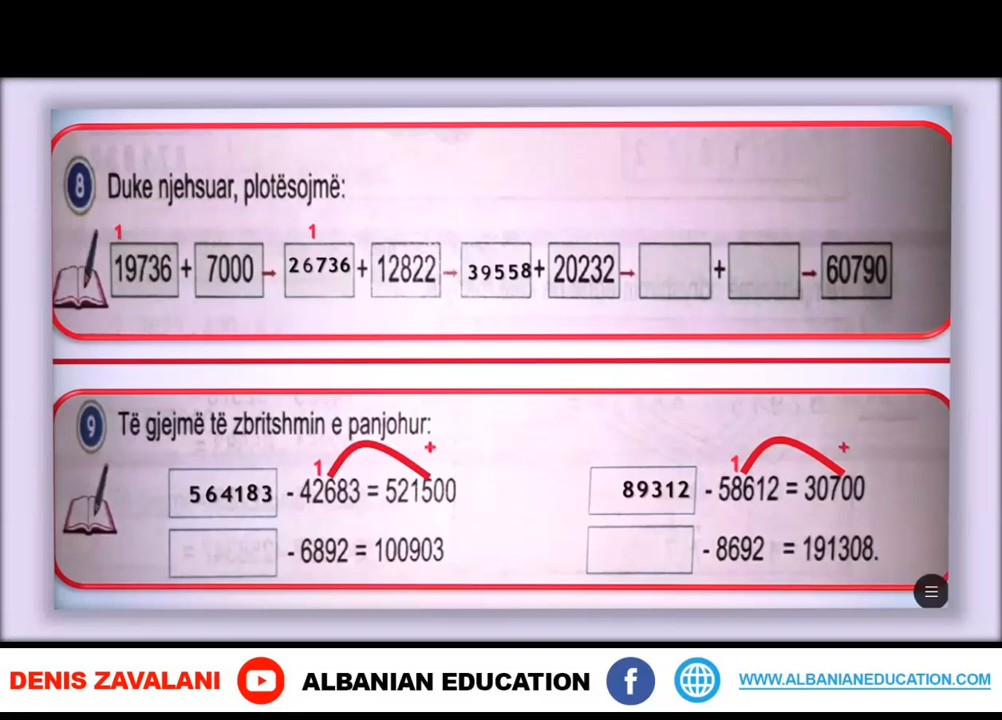 8 Duke njehsuar, plotësojmë:
1 1
19736 + 7000 → 26736 + 12822 → 39558 + 20232 → + → 60790
9 Të gjejmë të zbritshmin e panjohur:
1 + 1 +
564183 - 42683 = 521500 89312 - 58612 = 30700
- 6892 = 100903 - 8692 = 191308.
DENIS ZAVALANI ALBANIAN EDUCATION f WWW.ALBANIANEDUCATION.COM